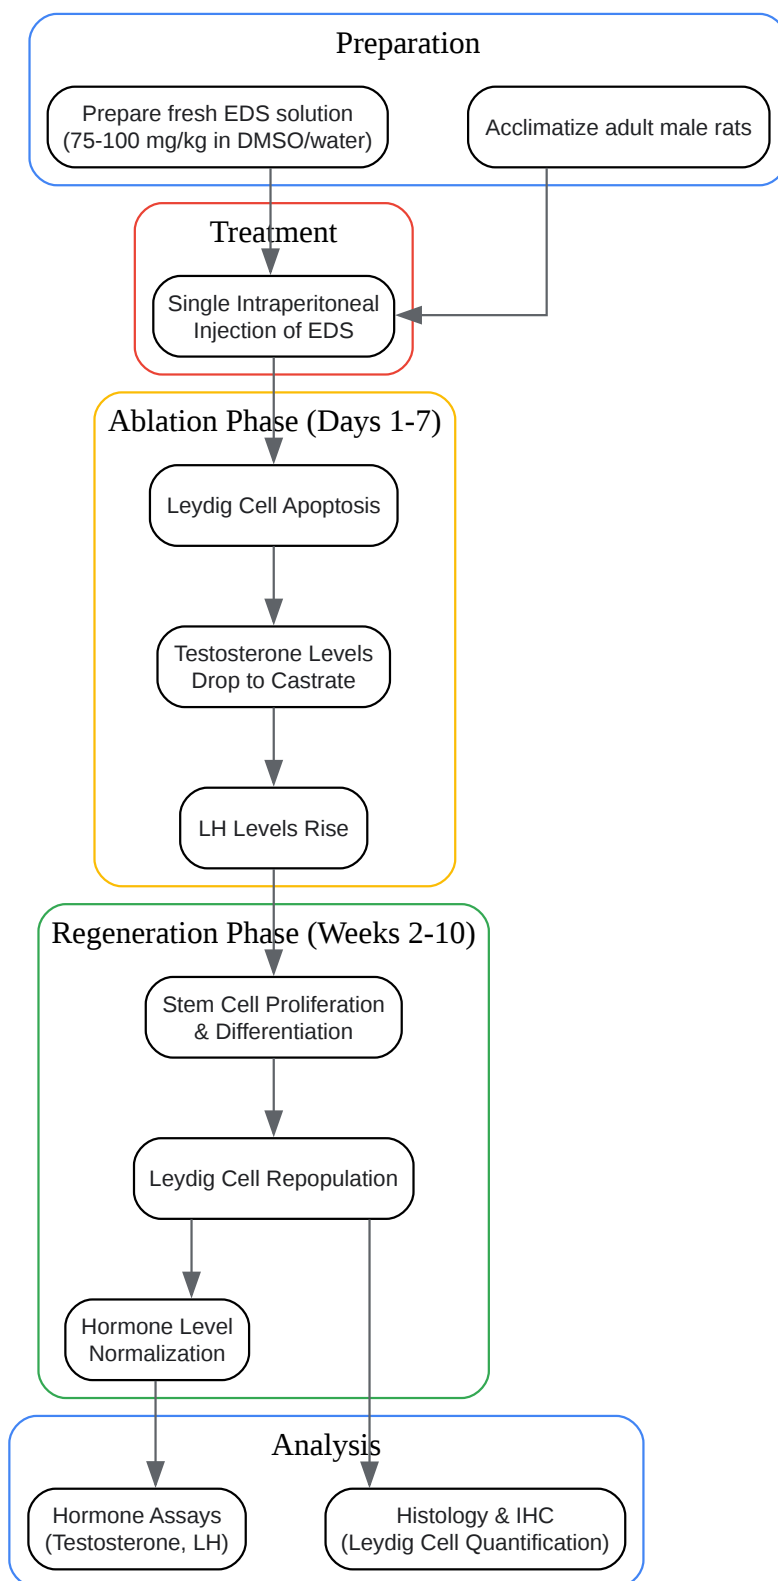 Preparation
Prepare fresh EDS solution
(75-100 mg/kg in DMSO/water)
Acclimatize adult male rats
Treatment
Single Intraperitoneal
Injection of EDS
Ablation Phase (Days 1-7)
Leydig Cell Apoptosis
Testosterone Levels
Drop to Castrate
LH Levels Rise
Regeneration Phase (Weeks 2-10)
Stem Cell Proliferation
& Differentiation
Leydig Cell Repopulation
Hormone Level
Normalization
Analysis
Hormone Assays
(Testosterone, LH)
Histology & IHC
(Leydig Cell Quantification)